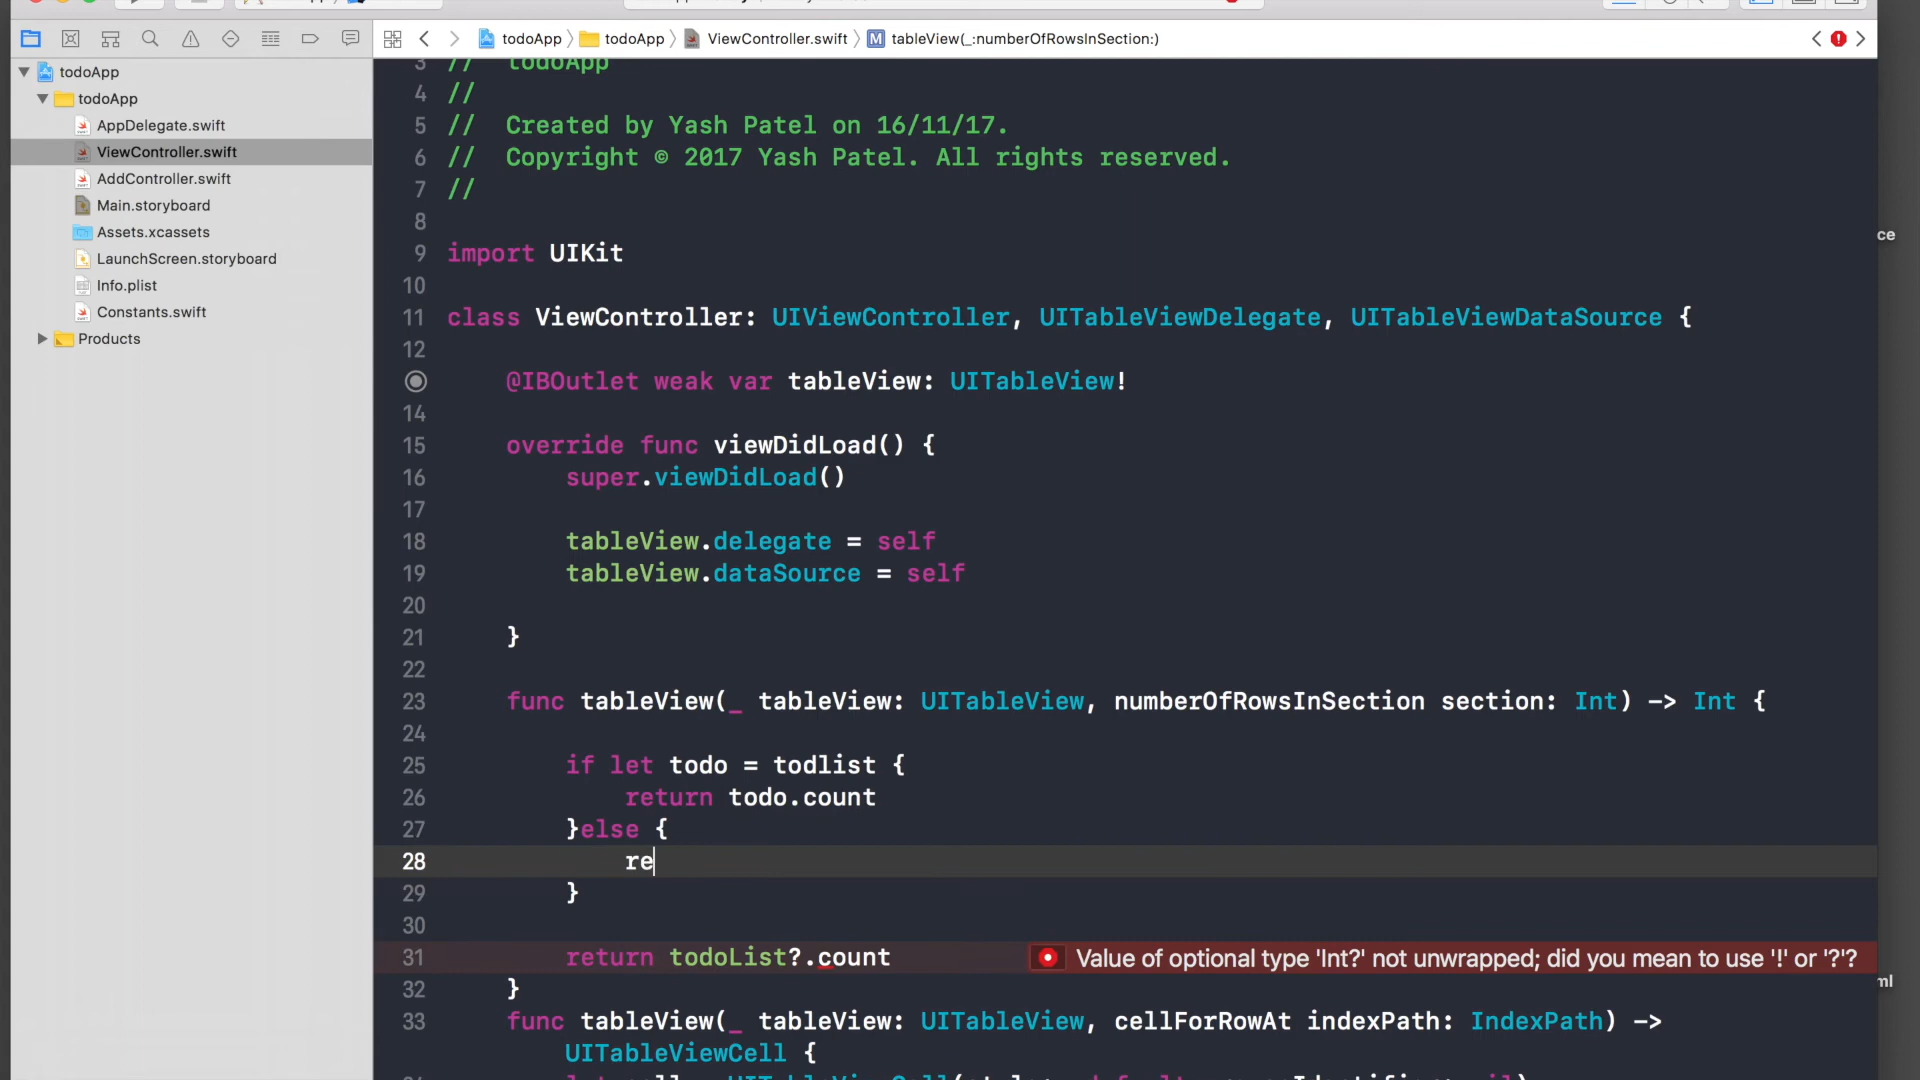 todoApp
todoApp
ViewController.swift
tableView(_:numberOfRowsInSection:)
todoApp
todoApp
AppDelegate.swift
ViewController.swift
AddController.swift
Main.storyboard
Assets.xcassets
LaunchScreen.storyboard
Info.plist
Constants.swift
Products
3 // todoApp
4 //
5 // Created by Yash Patel on 16/11/17.
6 // Copyright © 2017 Yash Patel. All rights reserved.
7 //
8
9 import UIKit
10
11 class ViewController: UIViewController, UITableViewDelegate, UITableViewDataSource {
12
@IBOutlet weak var tableView: UITableView!
14
15 override func viewDidLoad() {
16 super.viewDidLoad()
17
18 tableView.delegate = self
19 tableView.dataSource = self
20
21 }
22
23 func tableView(_ tableView: UITableView, numberOfRowsInSection section: Int) -> Int {
24
25 if let todo = todlist {
26 return todo.count
27 }else {
28 re
29 }
30
31 return todoList?.count Value of optional type 'Int?' not unwrapped; did you mean to use '!' or '?'?
32 }
33 func tableView(_ tableView: UITableView, cellForRowAt indexPath: IndexPath) ->
UITableViewCell {
ce
ml